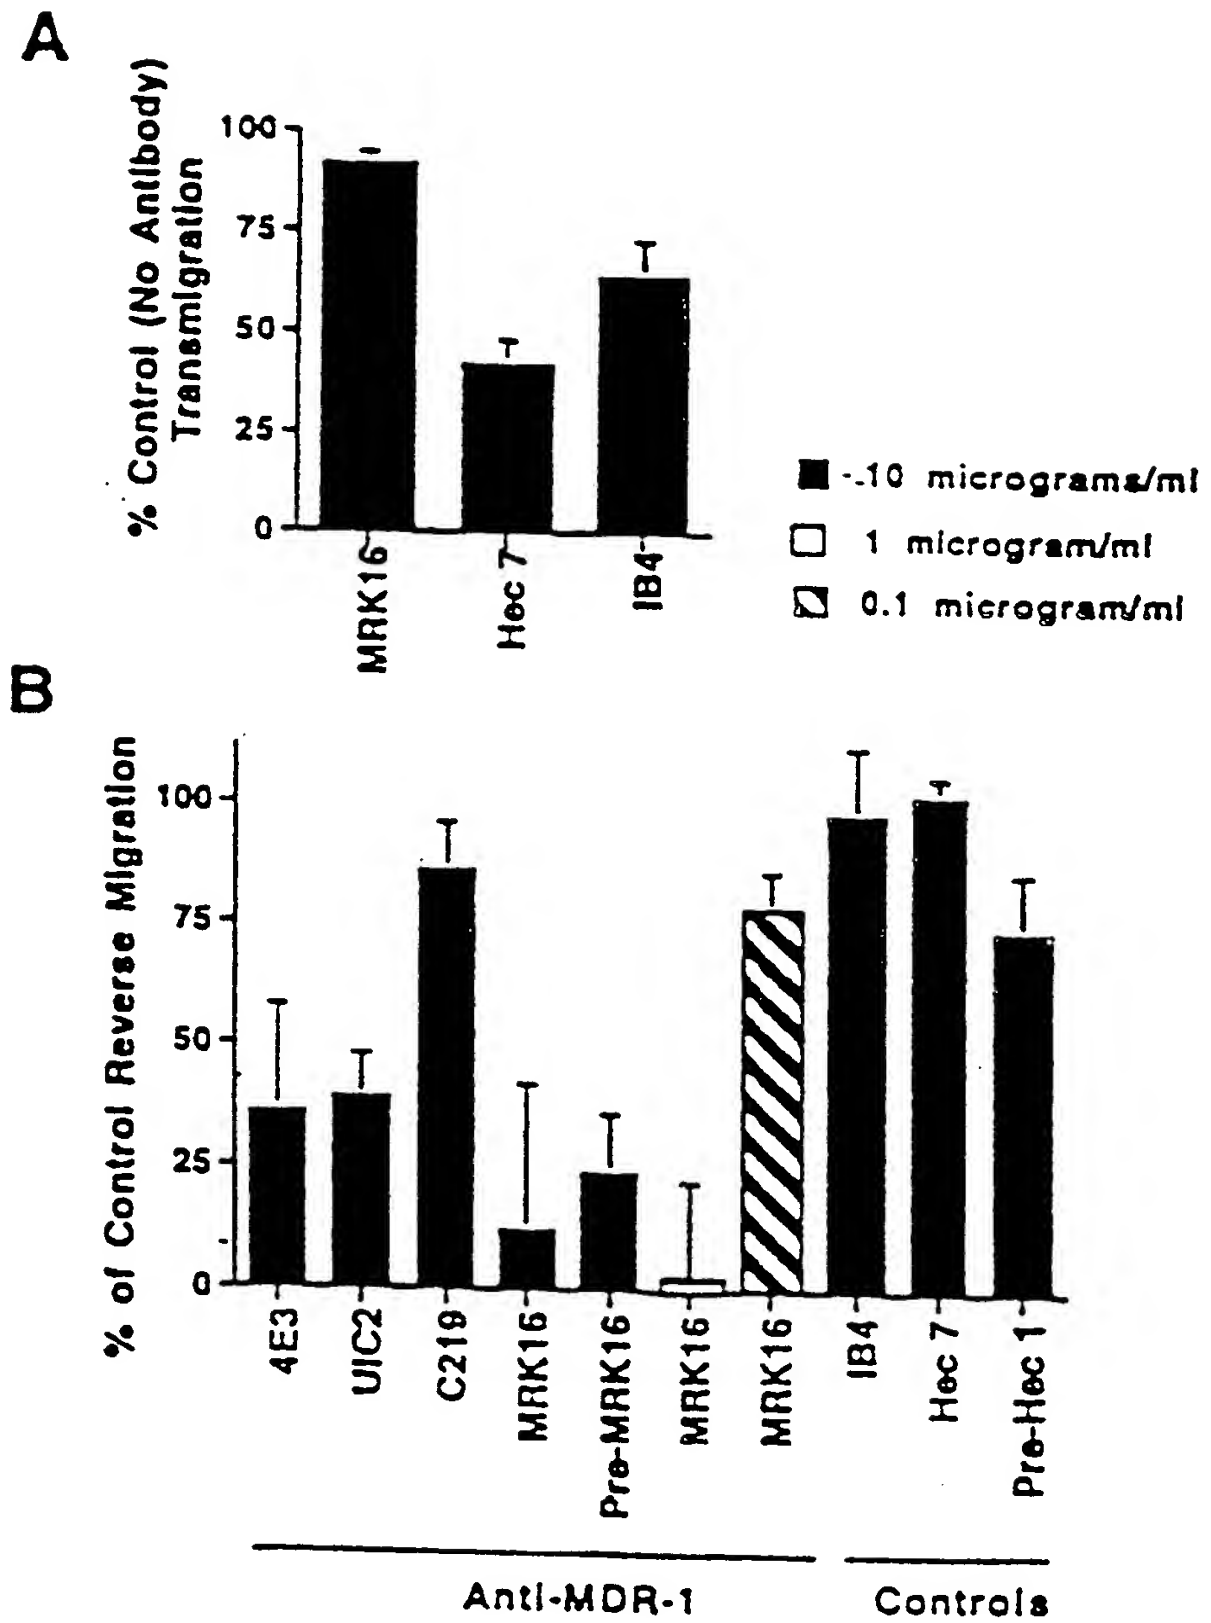 A
% Control (No Antibody)
Transmigration
100
75
50
25
0
MRK16
Hec 7
IB4
-.10 micrograms/ml
1 microgram/ml
0.1 microgram/ml
B
% of Control Reverse Migration
100
75
50
25
0
4E3
UIC2
C219
MRK16
Pre-MRK16
MRK16
MRK16
IB4
Hec 7
Pre-Hec 1
Anti-MDR-1
Controls